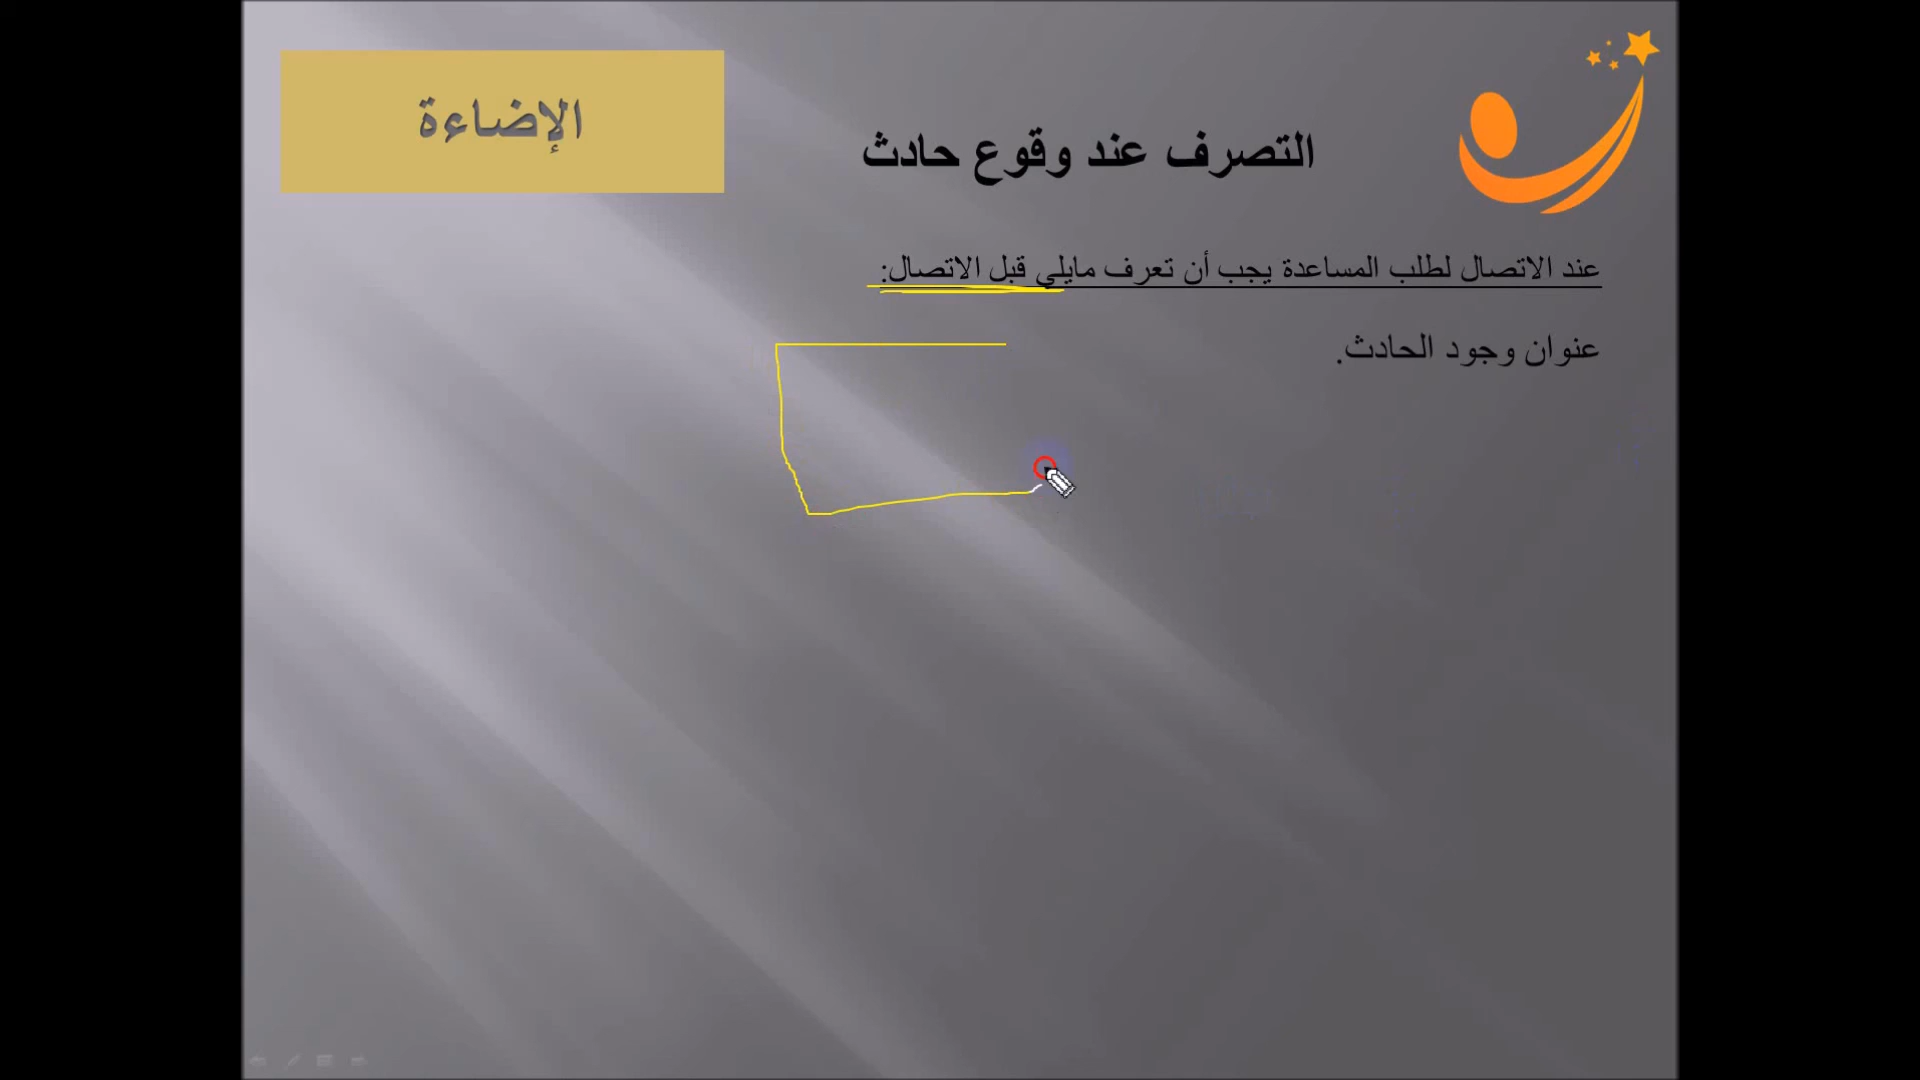 الإضاءة
التصرف عند وقوع حادث
عند الاتصال لطلب المساعدة يجب أن تعرف مايلي قبل الاتصال:
عنوان وجود الحادث.